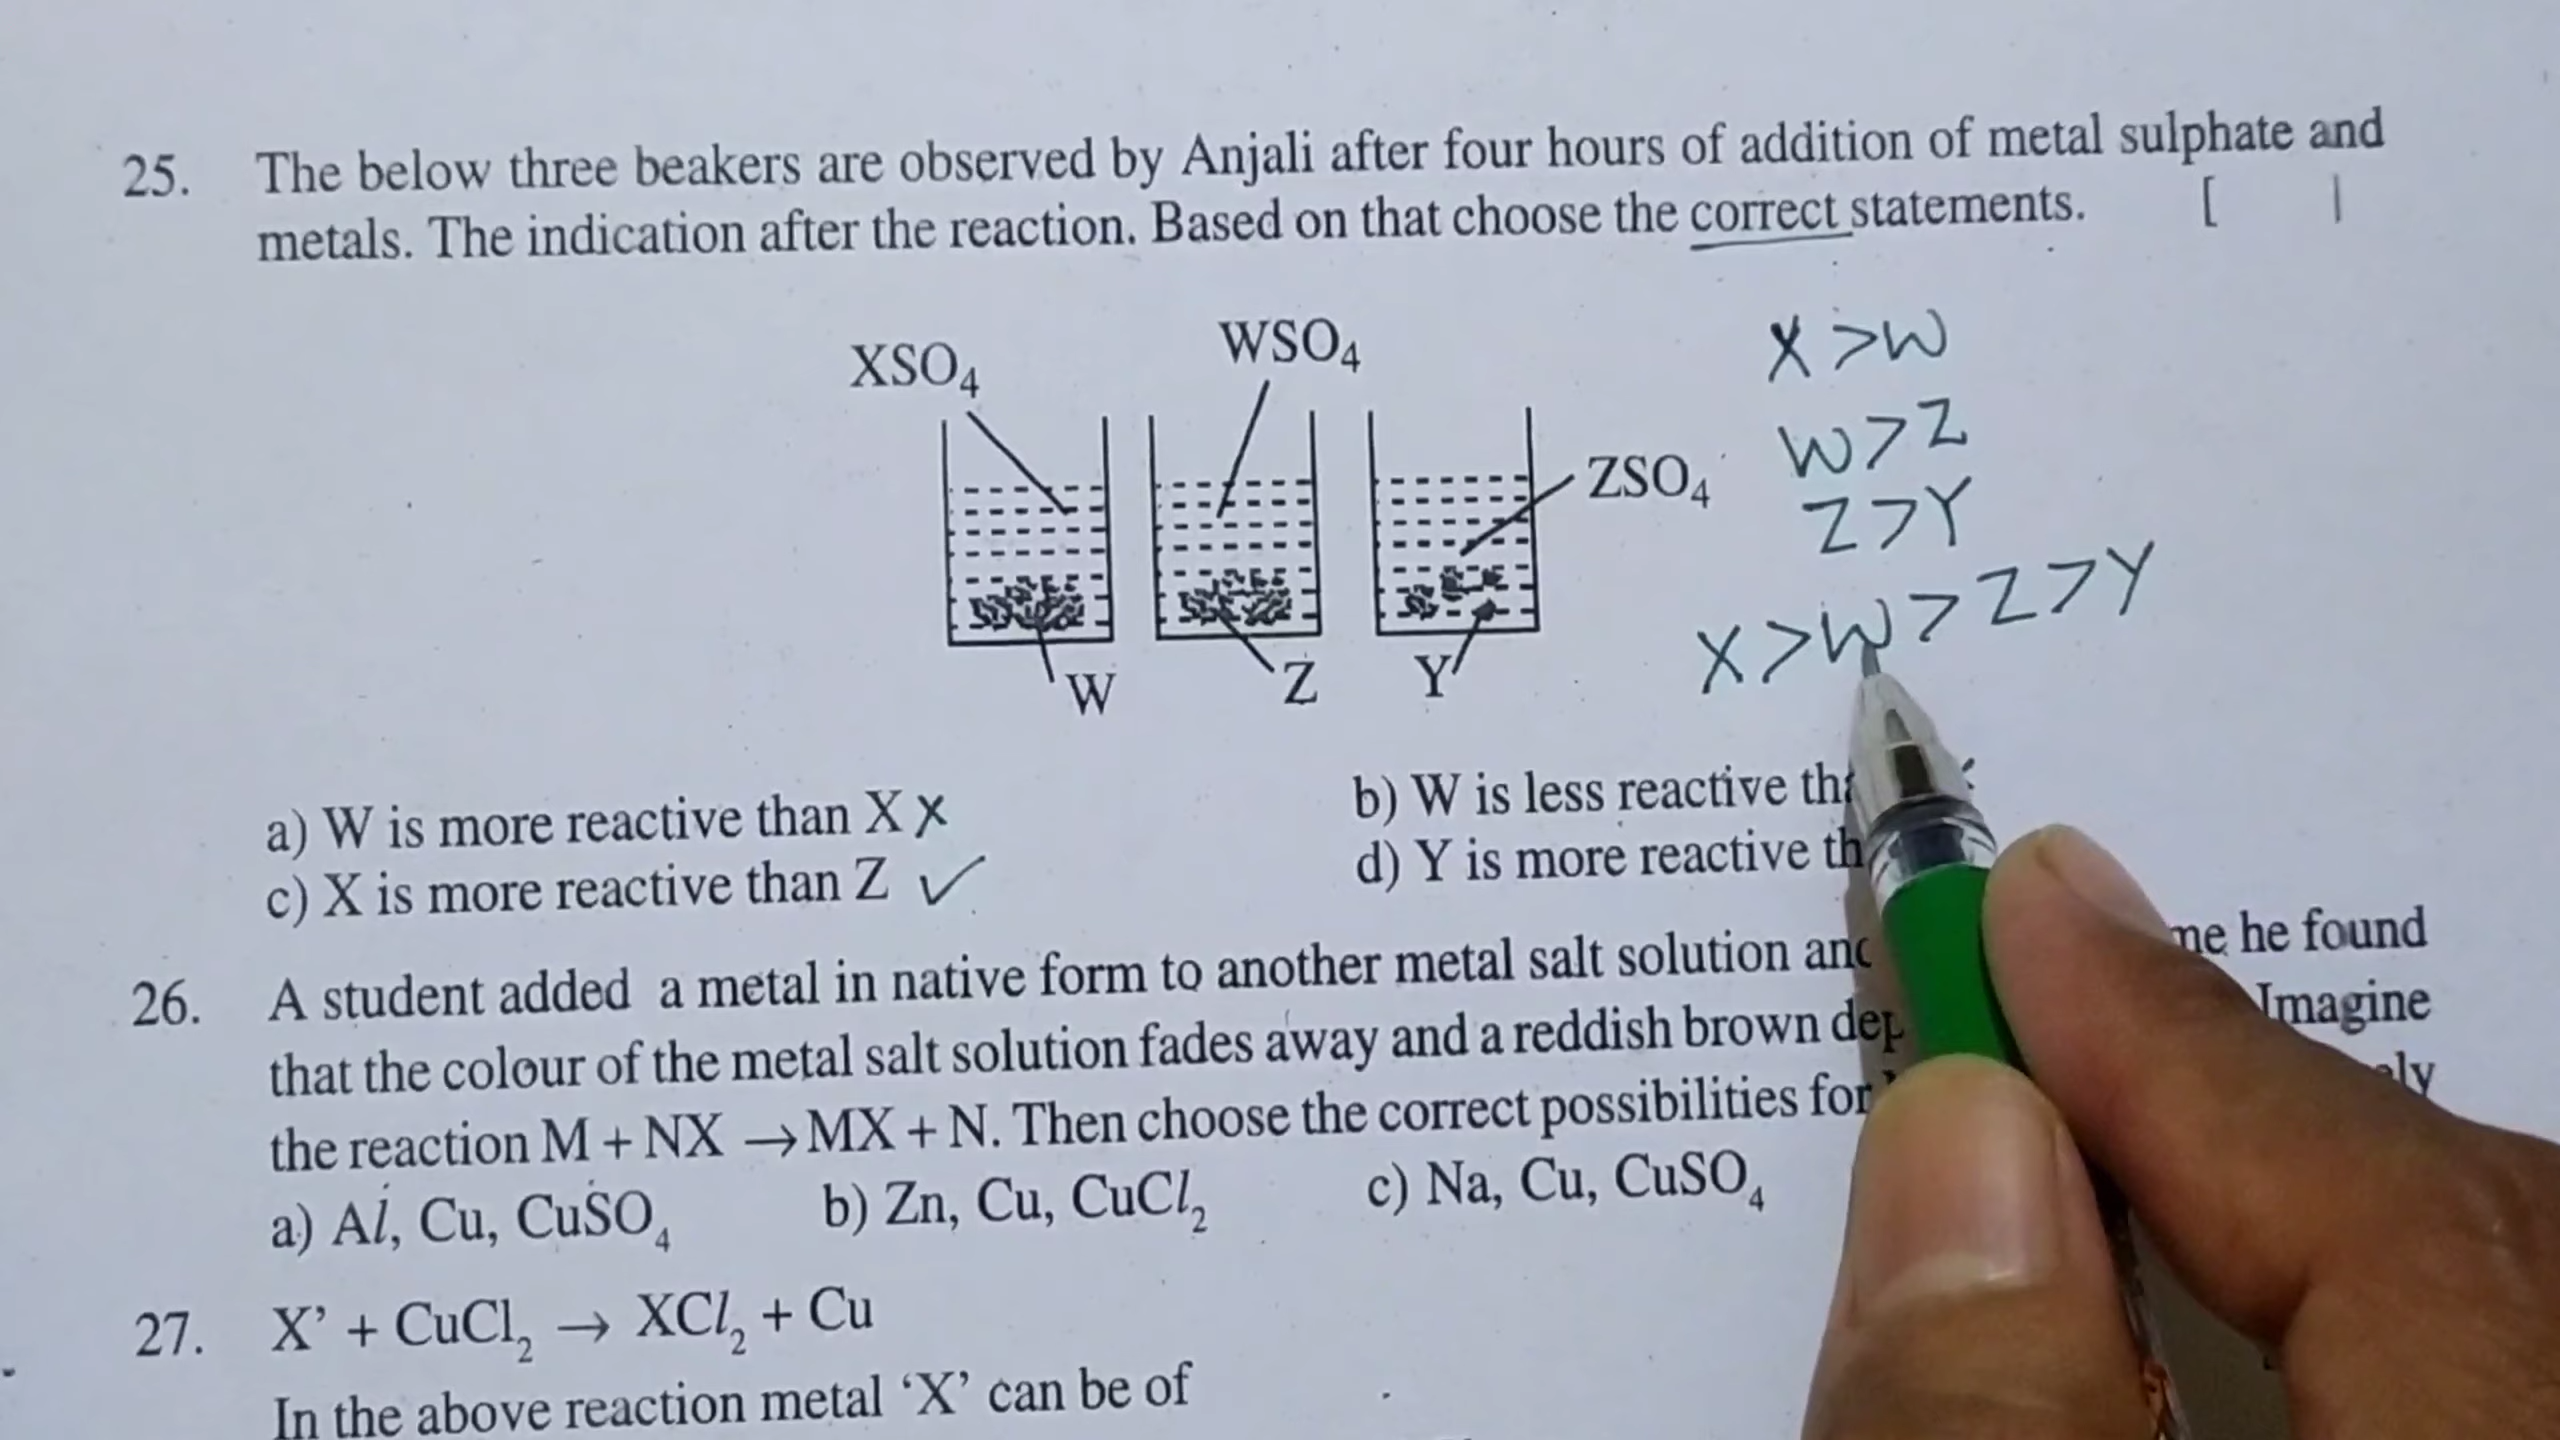 25. The below three beakers are observed by Anjali after four hours of addition of metal sulphate and
metals. The indication after the reaction. Based on that choose the correct statements. [ ]
XSO₄
WSO₄
ZSO₄
W
Z
Y
X > W
W > Z
Z > Y
X > W > Z > Y
a) W is more reactive than X ×
b) W is less reactive
c) X is more reactive than Z ✓
d) Y is more reactive
26. A student added a metal in native form to another metal salt solution he found
that the colour of the metal salt solution fades away and a reddish brown Imagine
the reaction M + NX → MX + N. Then choose the correct possibilities for
a) Al, Cu, CuSO₄ b) Zn, Cu, CuCl₂ c) Na, Cu, CuSO₄
27. X’ + CuCl₂ → XCl₂ + Cu
In the above reaction metal ‘X’ can be of